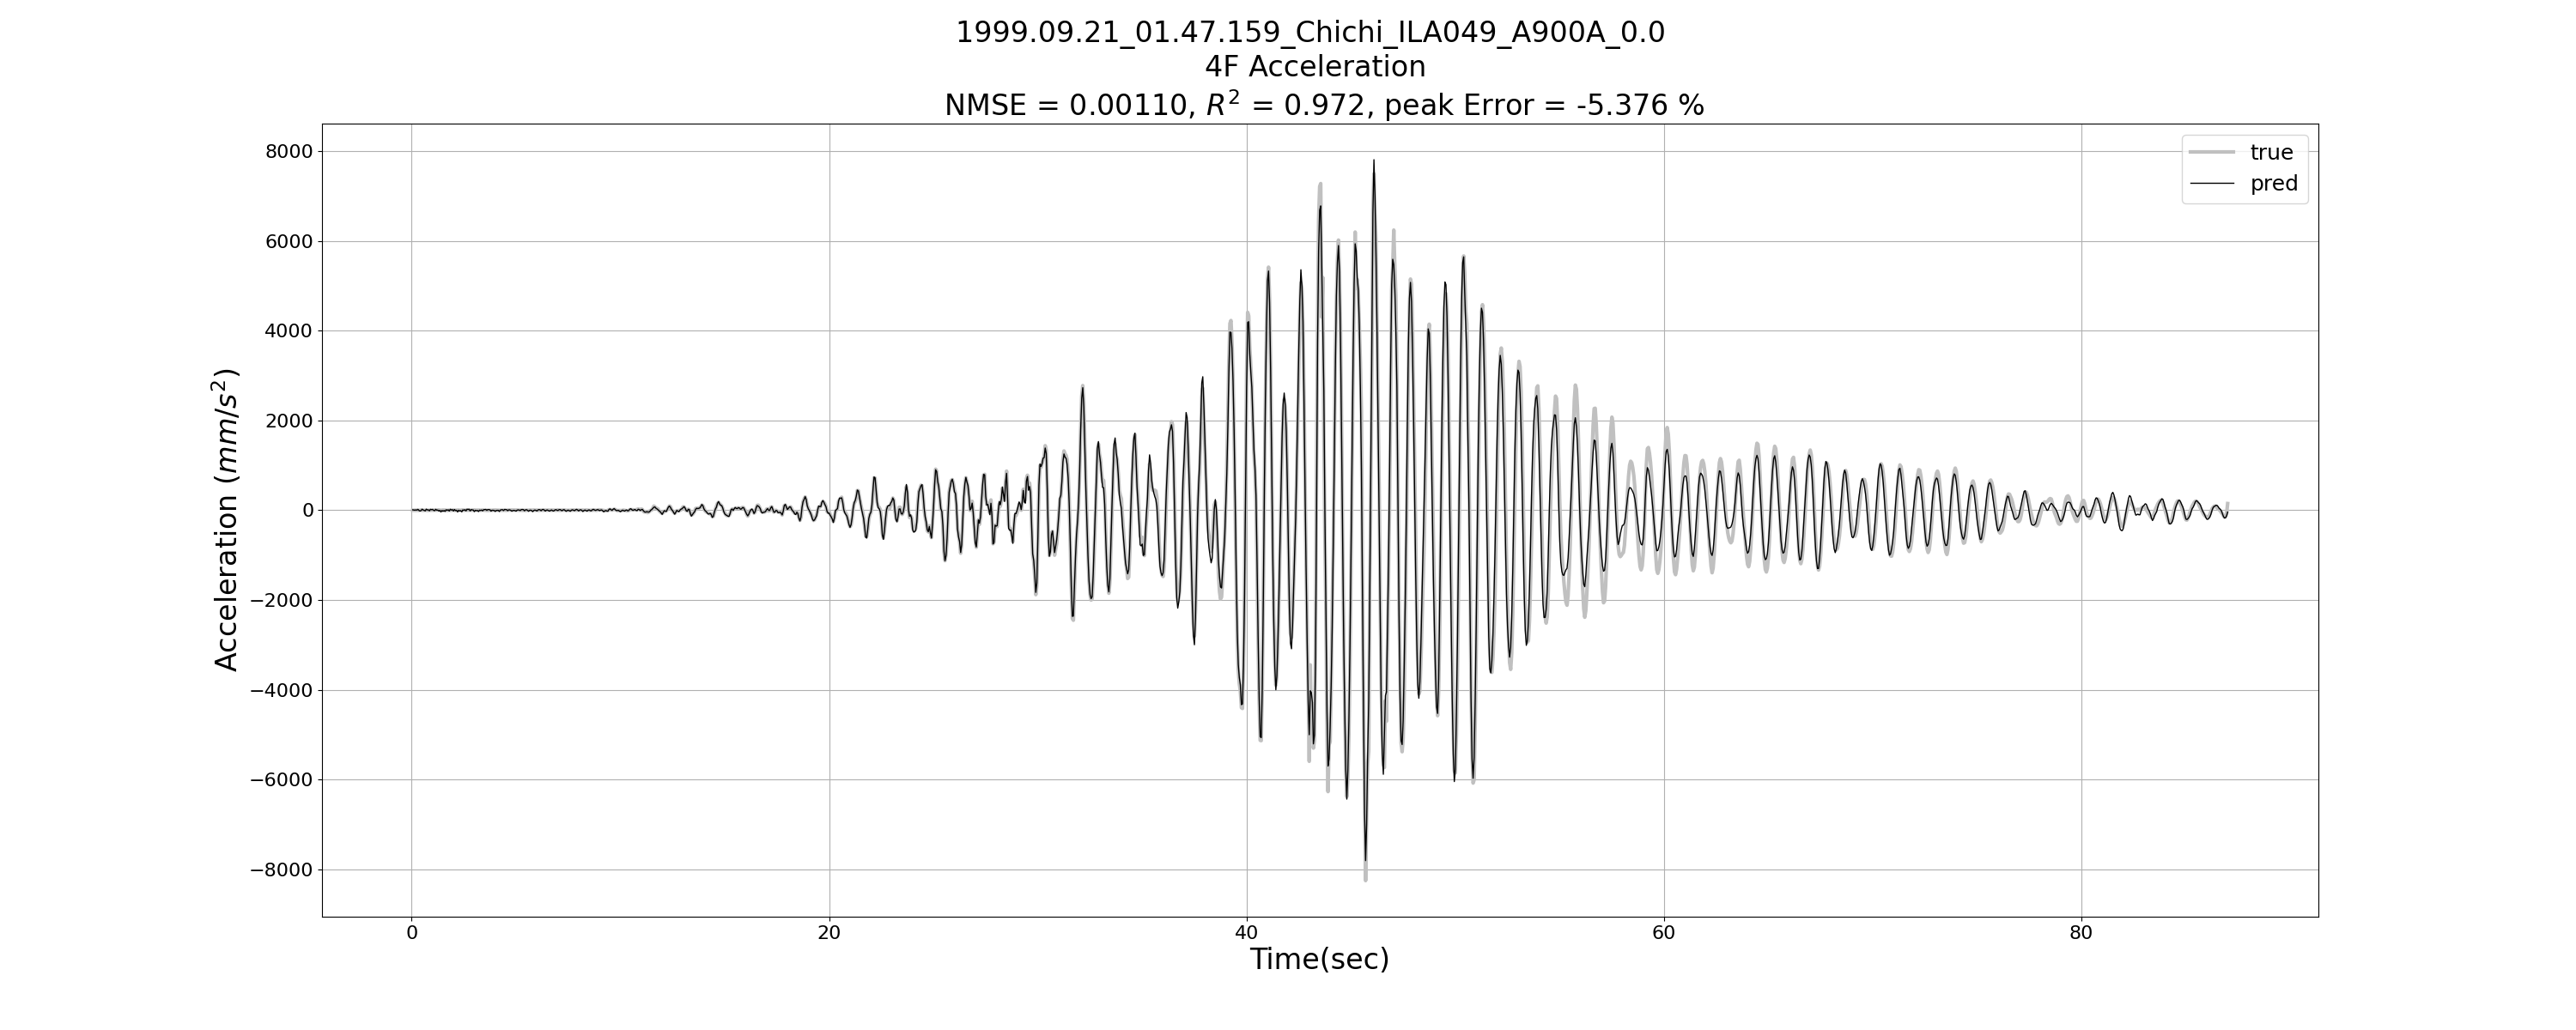 1999.09.21_01.47.159_Chichi_ILA049_A900A_0.0
4F Acceleration
NMSE = 0.00110, R² = 0.972, peak Error = -5.376 %
8000
6000
4000
2000
0
−2000
−4000
−6000
−8000
Acceleration (mm/s²)
true
pred
0 20 40 60 80
Time(sec)